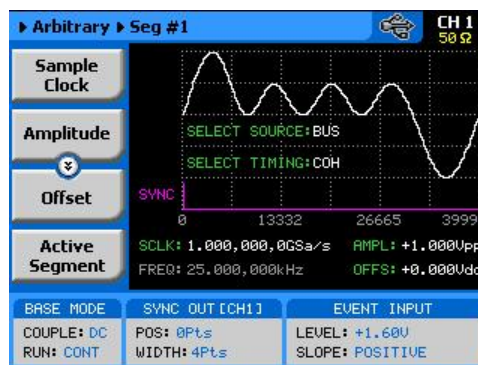 Arbitrary Seg #1
CH 1
50 Ω
Sample
Clock
Amplitude
Offset
Active
Segment
SELECT SOURCE:BUS
SELECT TIMING:COH
SYNC
0 13332 26665 3999
SCLK: 1.000,000,0GSa/s AMPL: +1.000Vpp
FREQ: 25.000,000kHz OFFS: +0.000Vdc
BASE MODE
COUPLE: DC
RUN: CONT
SYNC OUT [CH1]
POS: 0Pts
WIDTH: 4Pts
EVENT INPUT
LEVEL: +1.60V
SLOPE: POSITIVE